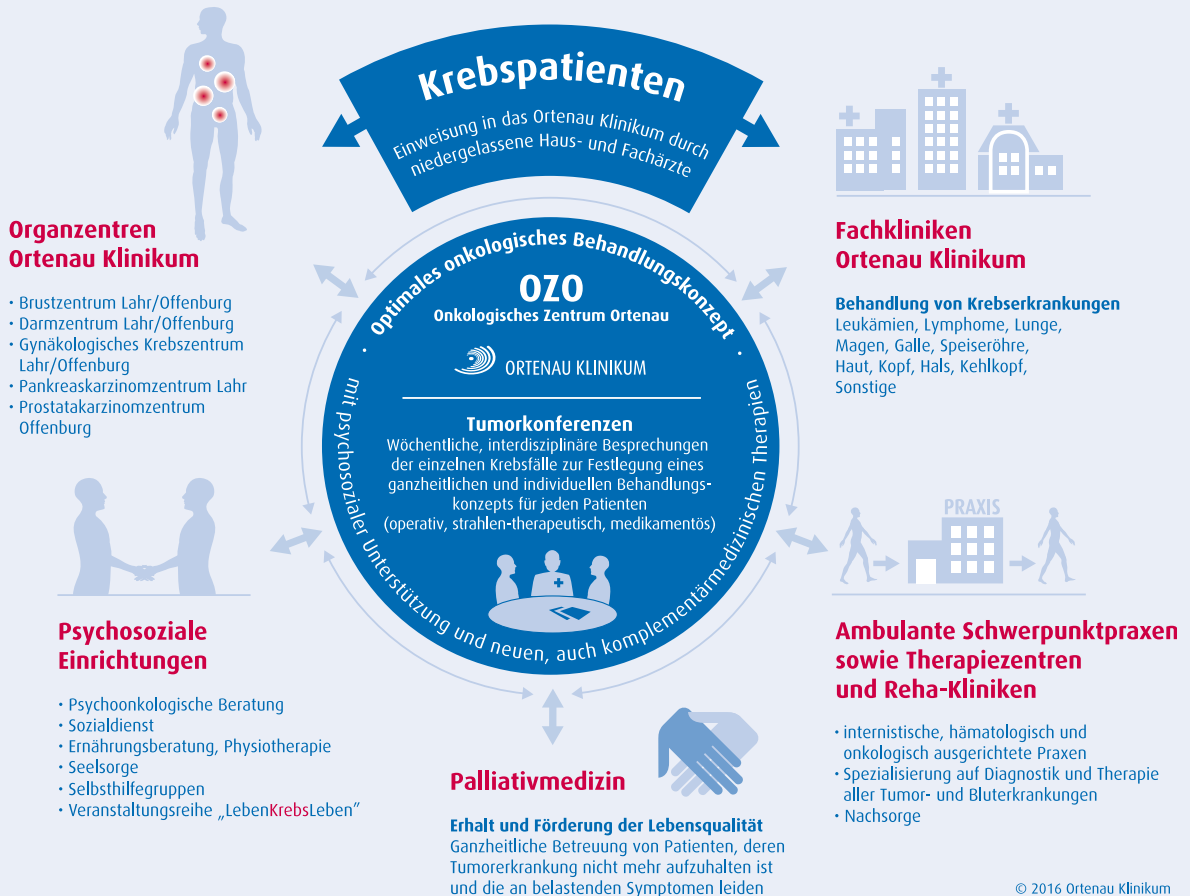 Krebspatienten
Einweisung in das Ortenau Klinikum durch
niedergelassene Haus- und Fachärzte
Organzentren
Ortenau Klinikum
· Brustzentrum Lahr/Offenburg
· Darmzentrum Lahr/Offenburg
· Gynäkologisches Krebszentrum
Lahr/Offenburg
· Pankreaskarzinomzentrum Lahr
· Prostatakarzinomzentrum
Offenburg
Fachkliniken
Ortenau Klinikum
Behandlung von Krebserkrankungen
Leukämien, Lymphome, Lunge,
Magen, Galle, Speiseröhre,
Haut, Kopf, Hals, Kehlkopf,
Sonstige
· Optimales onkologisches Behandlungskonzept ·
mit psychosozialer Unterstützung und neuen, auch komplementärmedizinischen Therapien
OZO
Onkologisches Zentrum Ortenau
ORTENAU KLINIKUM
Tumorkonferenzen
Wöchentliche, interdisziplinäre Besprechungen
der einzelnen Krebsfälle zur Festlegung eines
ganzheitlichen und individuellen Behandlungs-
konzepts für jeden Patienten
(operativ, strahlen-therapeutisch, medikamentös)
Psychosoziale
Einrichtungen
· Psychoonkologische Beratung
· Sozialdienst
· Ernährungsberatung, Physiotherapie
· Seelsorge
· Selbsthilfegruppen
· Veranstaltungsreihe „LebenKrebsLeben”
Palliativmedizin
Erhalt und Förderung der Lebensqualität
Ganzheitliche Betreuung von Patienten, deren
Tumorerkrankung nicht mehr aufzuhalten ist
und die an belastenden Symptomen leiden
PRAXIS
Ambulante Schwerpunktpraxen
sowie Therapiezentren
und Reha-Kliniken
· internistische, hämatologisch und
onkologisch ausgerichtete Praxen
· Spezialisierung auf Diagnostik und Therapie
aller Tumor- und Bluterkrankungen
· Nachsorge
© 2016 Ortenau Klinikum